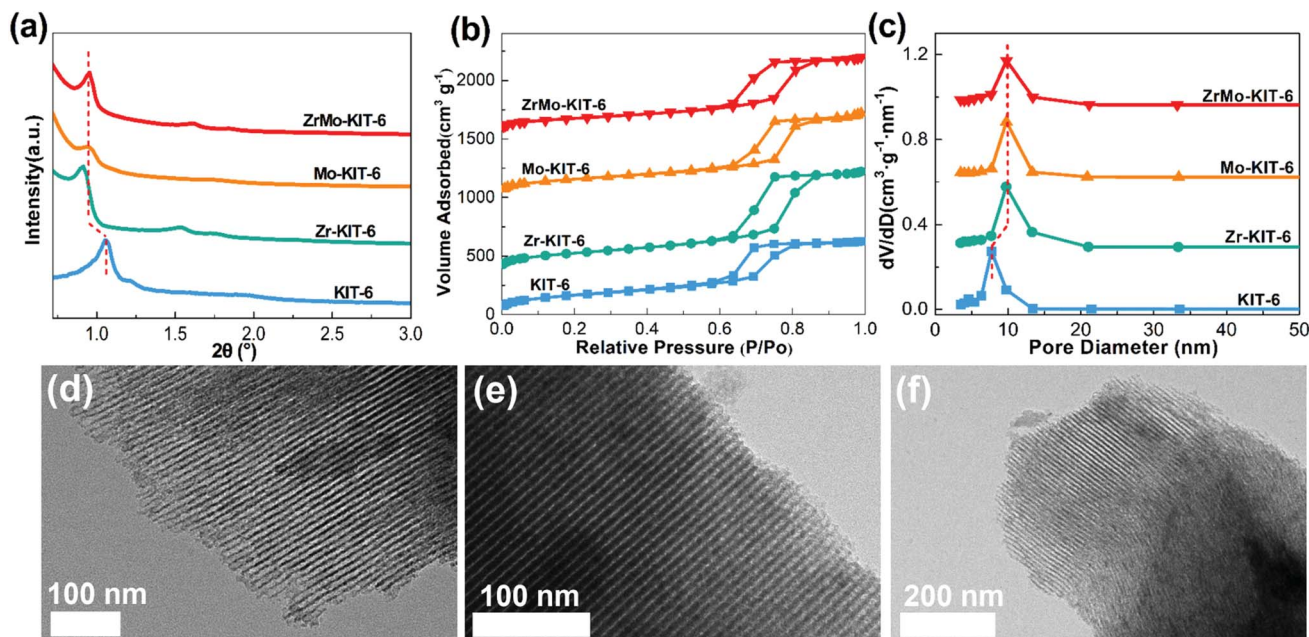 (a)
Intensity(a.u.)
ZrMo-KIT-6
Mo-KIT-6
Zr-KIT-6
KIT-6
1.0 1.5 2.0 2.5 3.0
2θ (°)
(b)
Volume Adsorbed(cm³ g⁻¹)
2000
1500
1000
500
0
ZrMo-KIT-6
Mo-KIT-6
Zr-KIT-6
KIT-6
0.0 0.2 0.4 0.6 0.8 1.0
Relative Pressure (P/Po)
(c)
dV/dD(cm³·g⁻¹·nm⁻¹)
1.2
0.8
0.4
0.0
ZrMo-KIT-6
Mo-KIT-6
Zr-KIT-6
KIT-6
0 10 20 30 40 50
Pore Diameter (nm)
(d)
100 nm
(e)
100 nm
(f)
200 nm